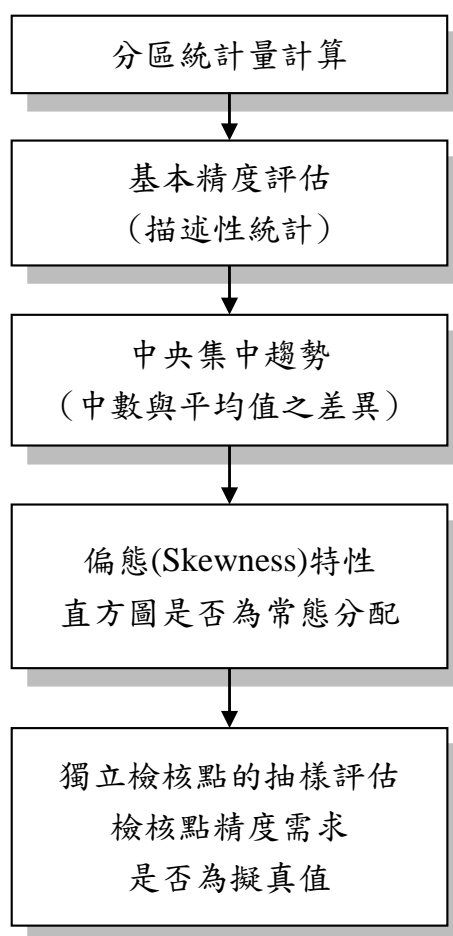 分區統計量計算
基本精度評估
（描述性統計）
中央集中趨勢
（中數與平均值之差異）
偏態(Skewness)特性
直方圖是否為常態分配
獨立檢核點的抽樣評估
檢核點精度需求
是否為擬真值